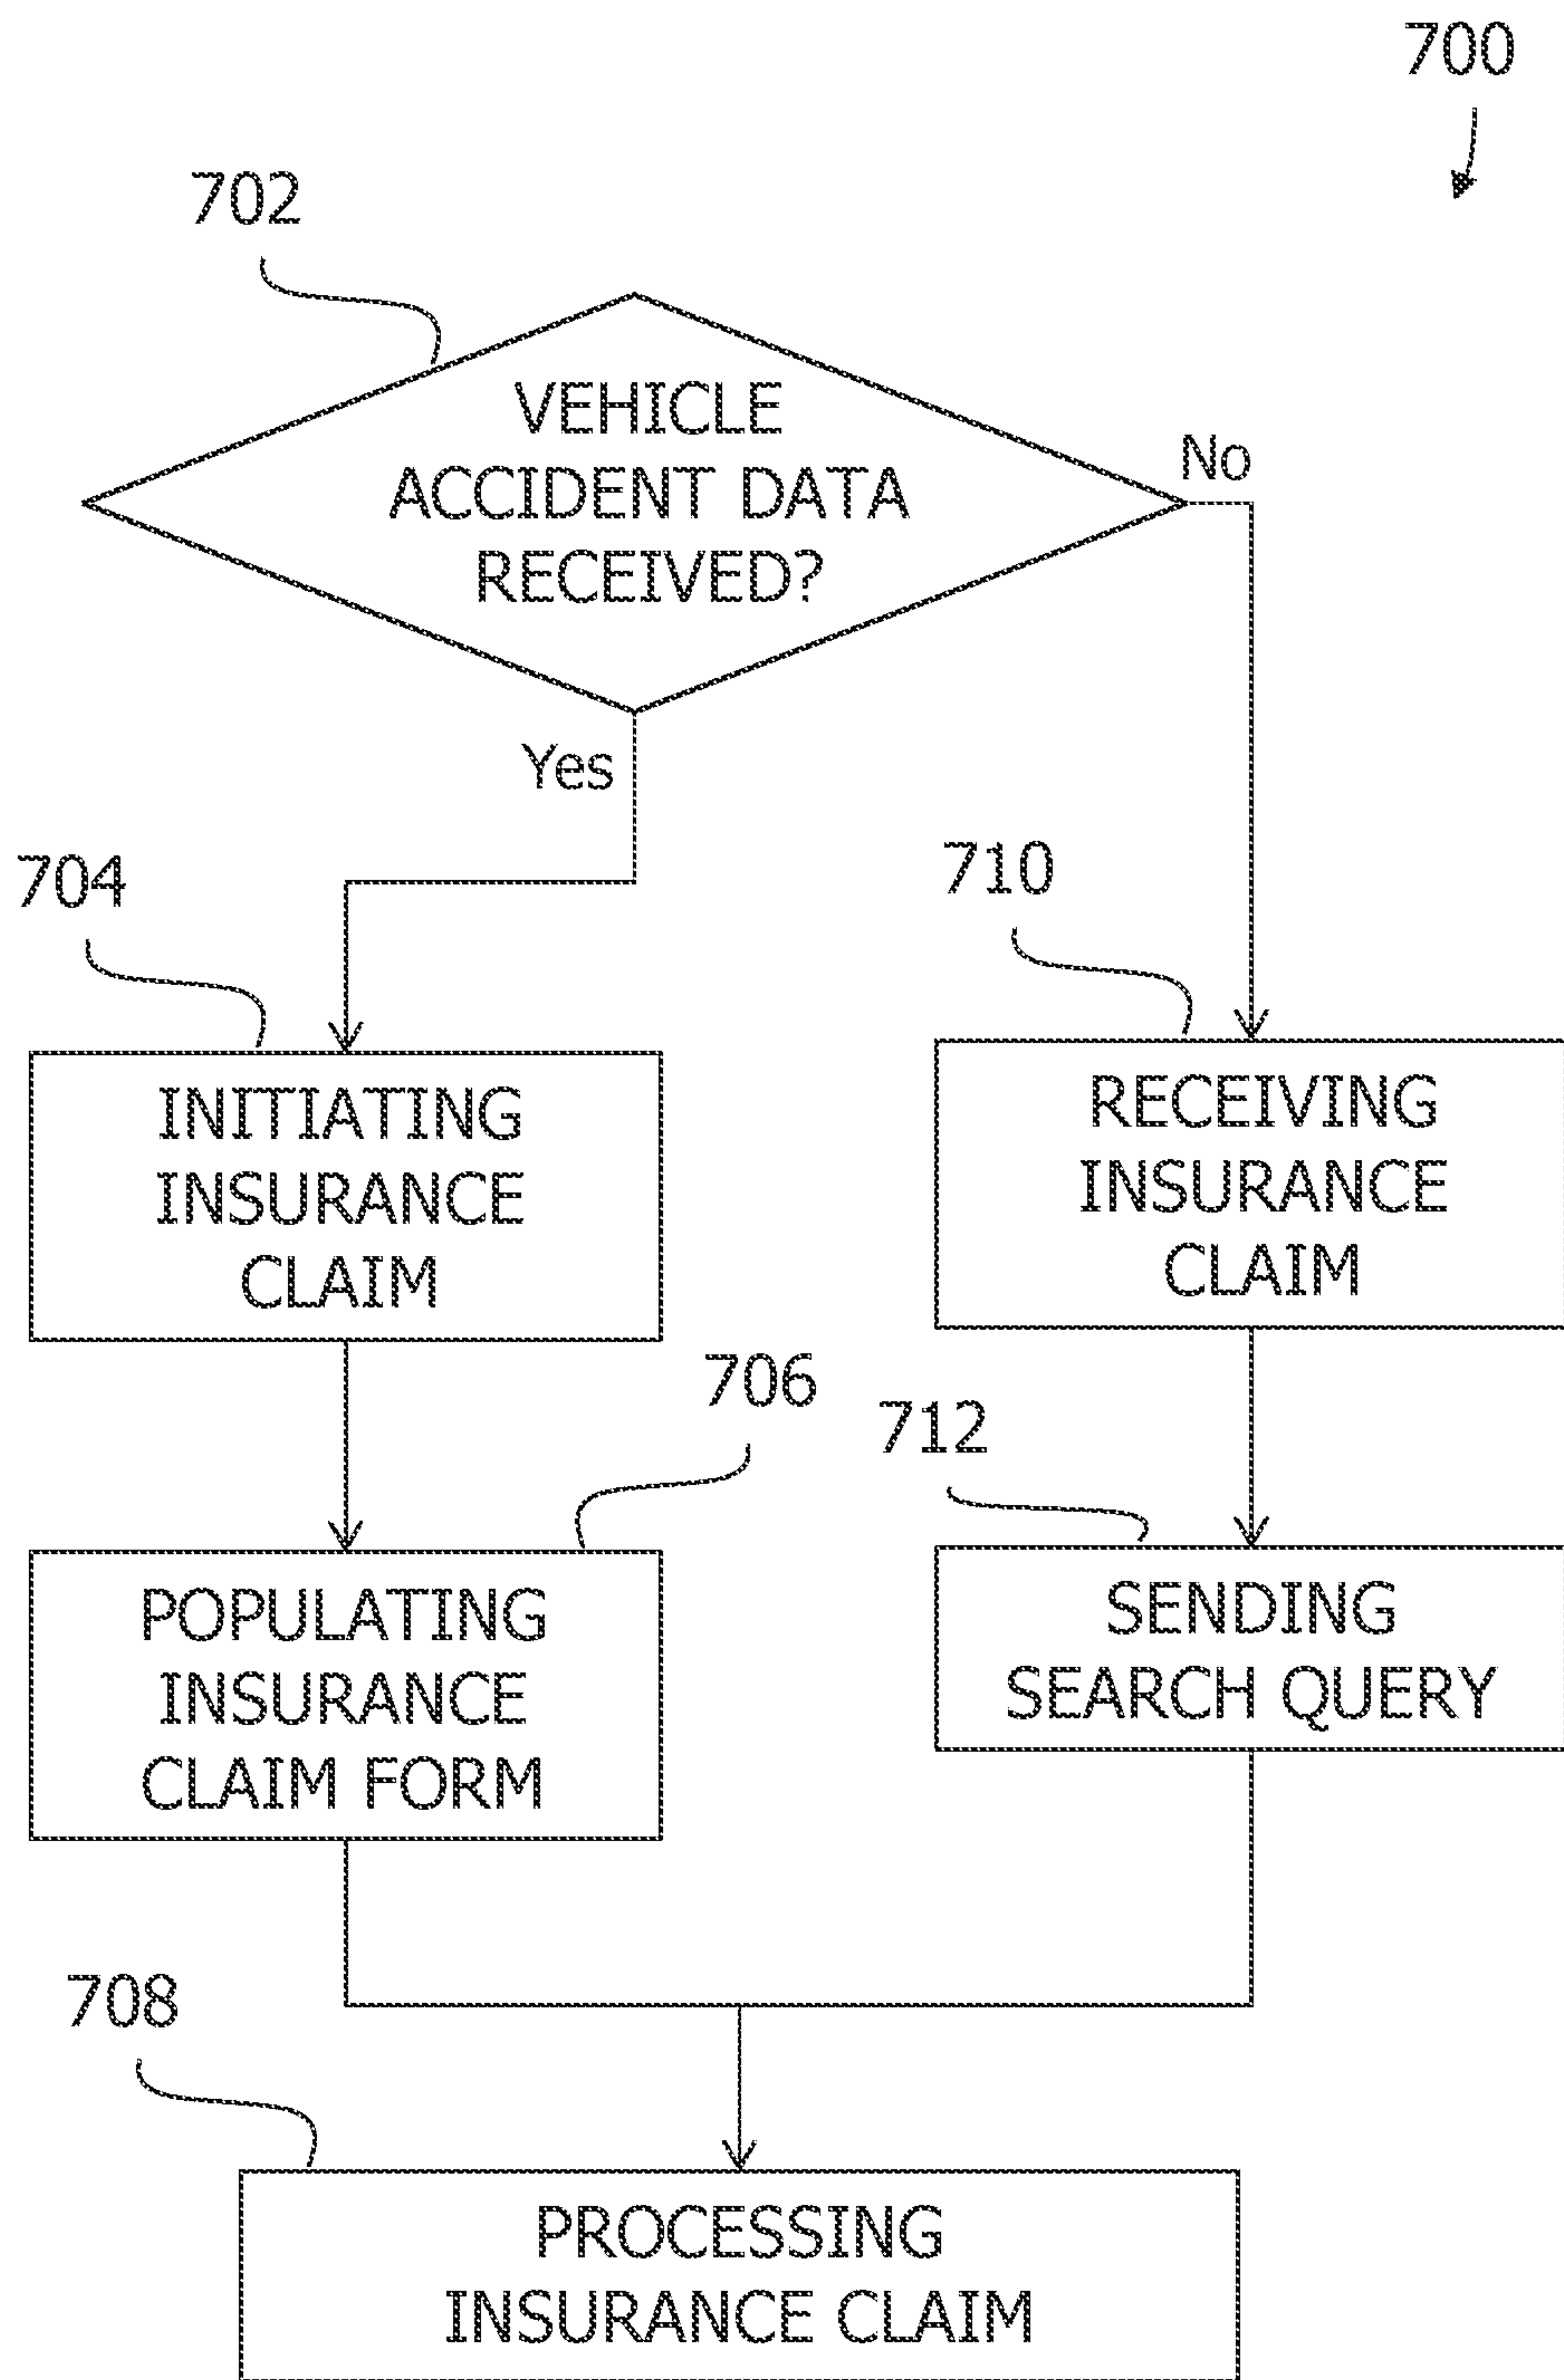 700
702
VEHICLE
ACCIDENT DATA
RECEIVED?
No
Yes
704
INITIATING
INSURANCE
CLAIM
710
RECEIVING
INSURANCE
CLAIM
706
POPULATING
INSURANCE
CLAIM FORM
712
SENDING
SEARCH QUERY
708
PROCESSING
INSURANCE CLAIM